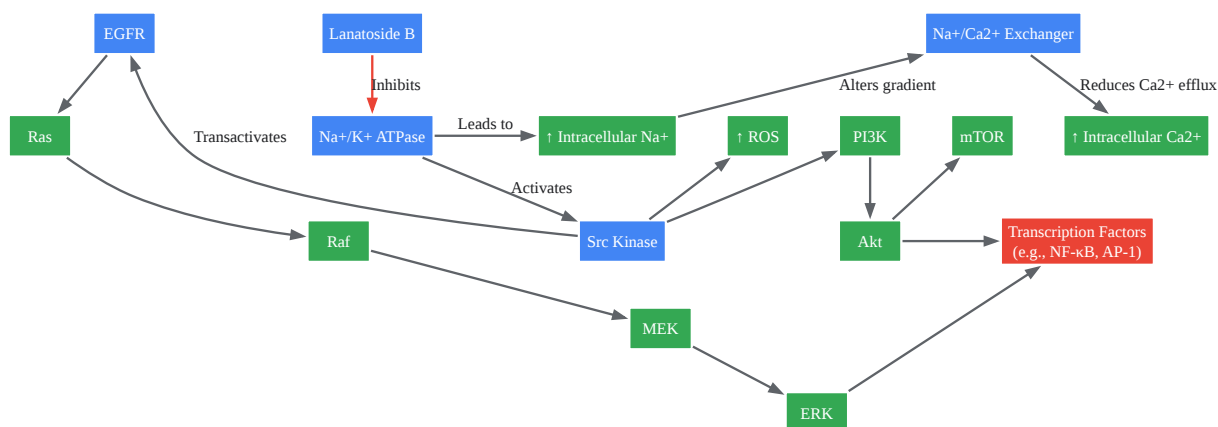 EGFR
Lanatoside B
Na+/Ca2+ Exchanger
Inhibits
Alters gradient
Reduces Ca2+ efflux
Ras
Transactivates
Na+/K+ ATPase
Leads to
↑ Intracellular Na+
↑ ROS
PI3K
mTOR
↑ Intracellular Ca2+
Activates
Raf
Src Kinase
Akt
Transcription Factors
(e.g., NF-κB, AP-1)
MEK
ERK